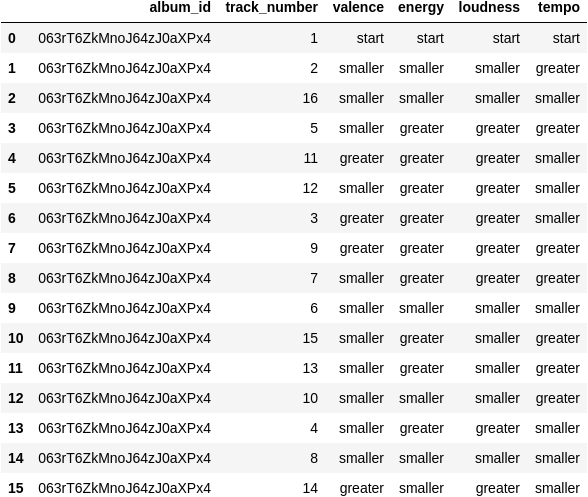 album_id track_number valence energy loudness tempo
0 063rT6ZkMnoJ64zJ0aXPx4 1 start start start start
1 063rT6ZkMnoJ64zJ0aXPx4 2 smaller smaller smaller greater
2 063rT6ZkMnoJ64zJ0aXPx4 16 smaller smaller smaller smaller
3 063rT6ZkMnoJ64zJ0aXPx4 5 smaller greater greater greater
4 063rT6ZkMnoJ64zJ0aXPx4 11 greater greater greater smaller
5 063rT6ZkMnoJ64zJ0aXPx4 12 smaller greater greater smaller
6 063rT6ZkMnoJ64zJ0aXPx4 3 greater greater greater smaller
7 063rT6ZkMnoJ64zJ0aXPx4 9 greater greater greater greater
8 063rT6ZkMnoJ64zJ0aXPx4 7 smaller greater greater greater
9 063rT6ZkMnoJ64zJ0aXPx4 6 smaller smaller smaller smaller
10 063rT6ZkMnoJ64zJ0aXPx4 15 smaller greater smaller greater
11 063rT6ZkMnoJ64zJ0aXPx4 13 smaller greater smaller greater
12 063rT6ZkMnoJ64zJ0aXPx4 10 smaller smaller smaller greater
13 063rT6ZkMnoJ64zJ0aXPx4 4 smaller greater greater smaller
14 063rT6ZkMnoJ64zJ0aXPx4 8 smaller smaller smaller smaller
15 063rT6ZkMnoJ64zJ0aXPx4 14 greater smaller greater smaller